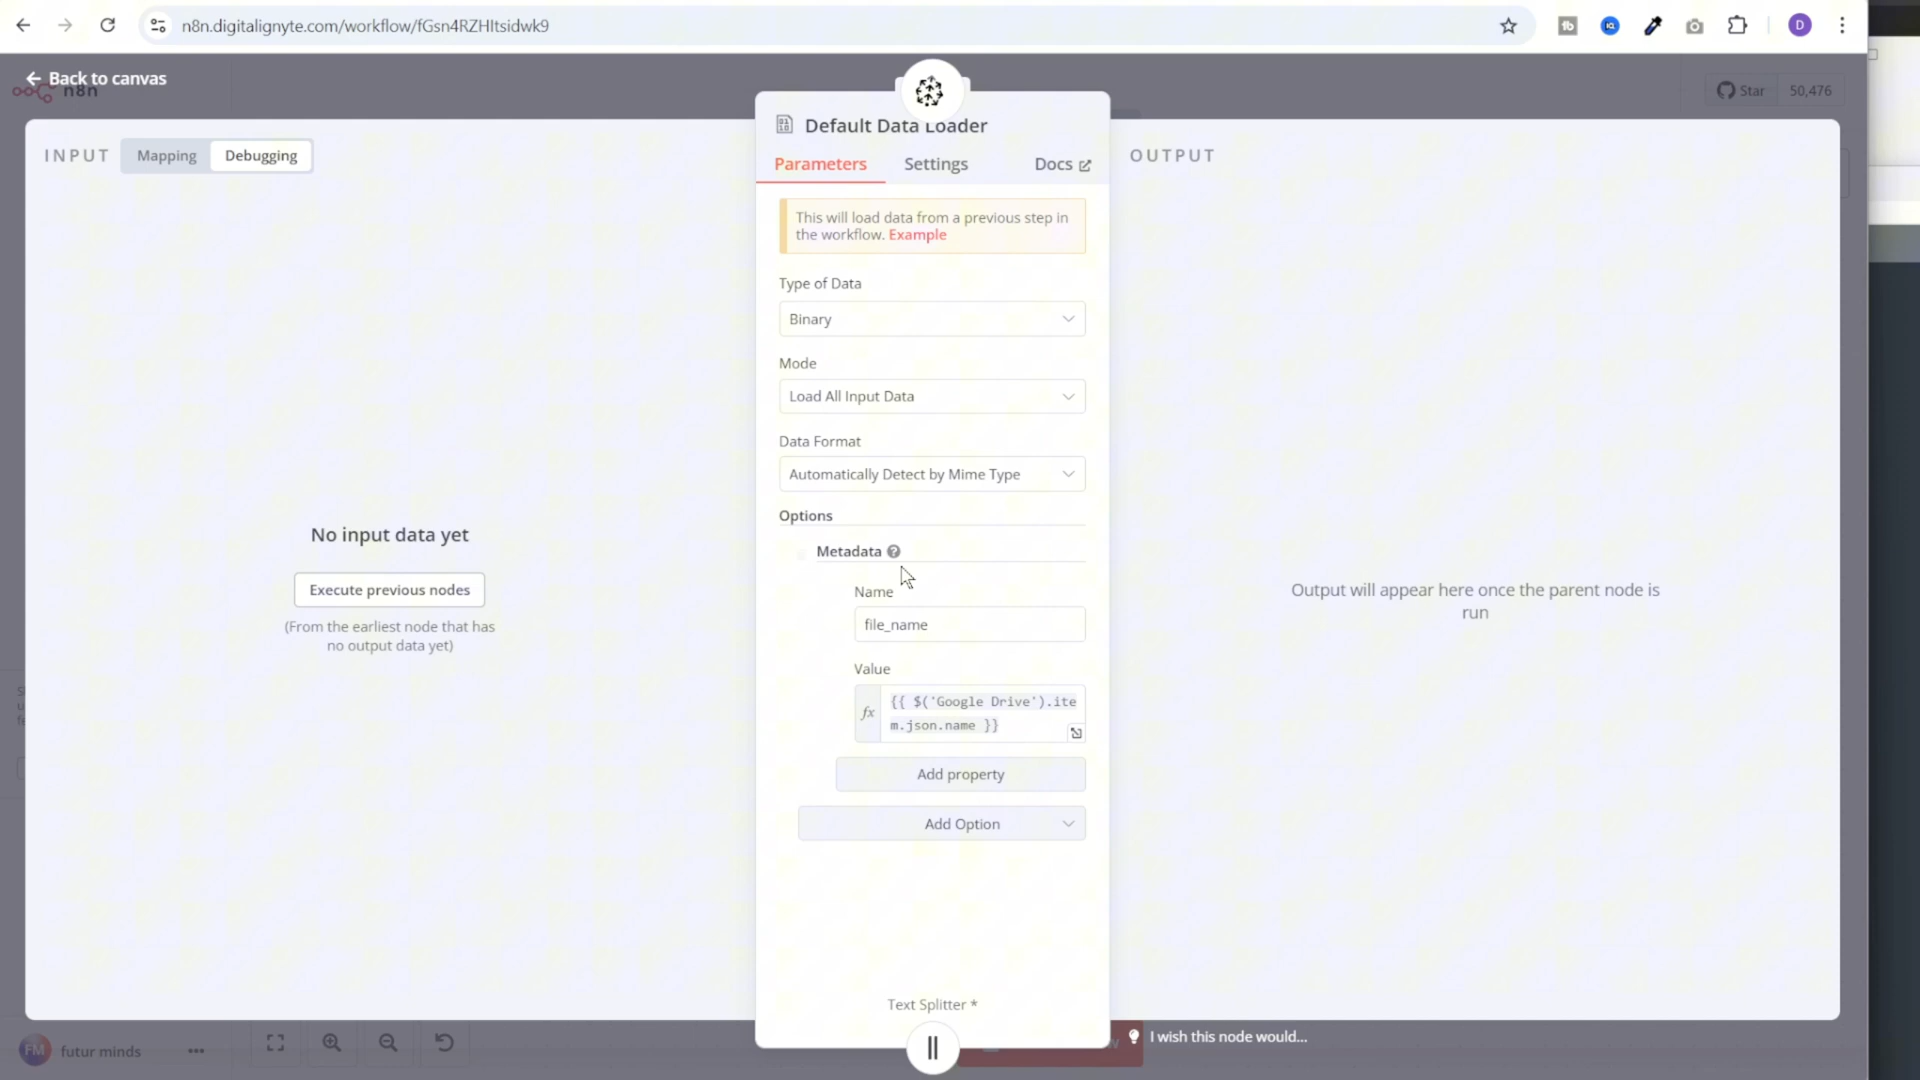 n8n.digitalignyte.com/workflow/fGsn4RZHItsidwk9
D
Back to canvas
n8n
Star 50,476
INPUT Mapping Debugging
Default Data Loader
Parameters Settings Docs
OUTPUT
This will load data from a previous step in
the workflow. Example
Type of Data
Binary
Mode
Load All Input Data
Data Format
Automatically Detect by Mime Type
Options
Metadata
Name
file_name
Value
fx
{{ $('Google Drive').ite
m.json.name }}
Add property
Add Option
Text Splitter *
No input data yet
Execute previous nodes
(From the earliest node that has
no output data yet)
Output will appear here once the parent node is
run
FM futur minds
I wish this node would...